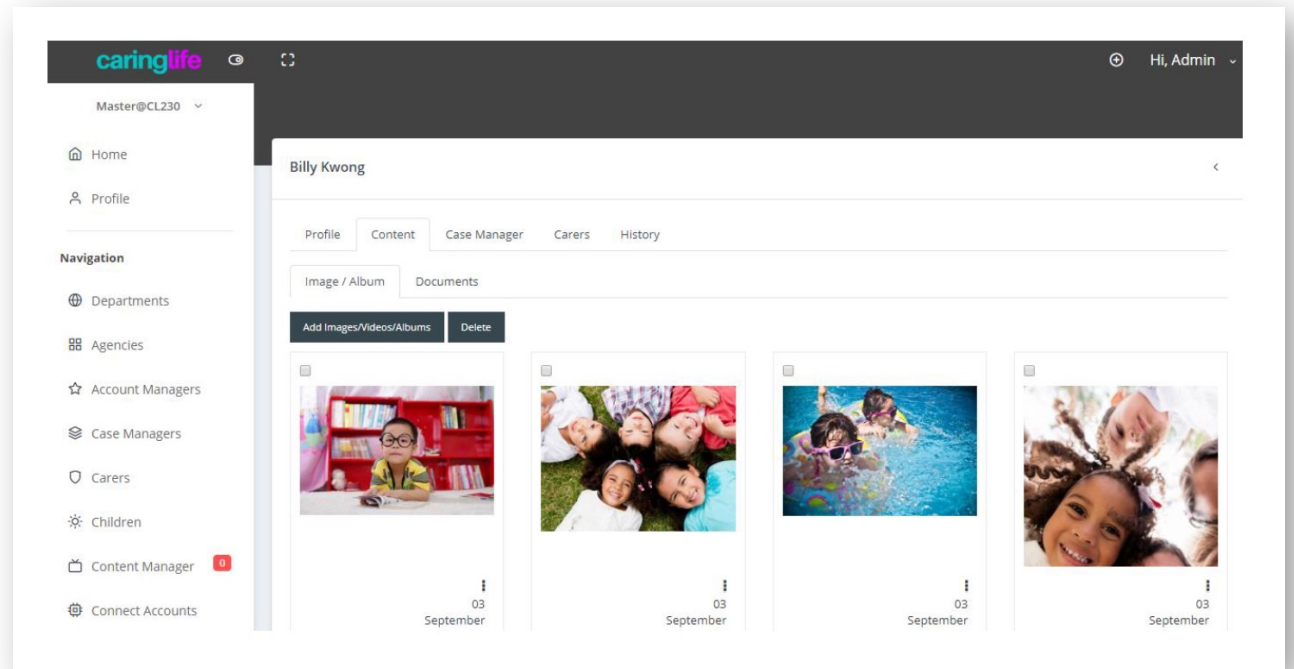 caringlife
Hi, Admin
Master@CL230
Home
Billy Kwong
Profile
Profile Content Case Manager Carers History
Navigation
Image / Album Documents
Departments
Add Images/Videos/Albums Delete
Agencies
Account Managers
Case Managers
Carers
Children
Content Manager 0
Connect Accounts
03 03 03 03
September September September September